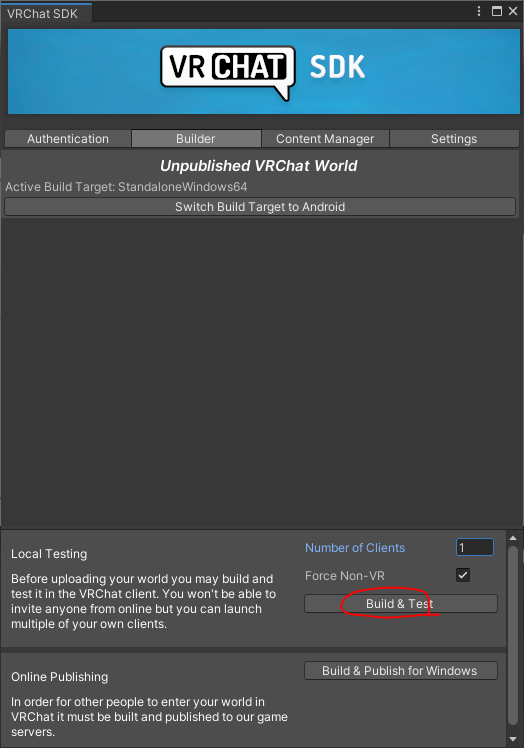 VRChat SDK
VRCHAT SDK
Authentication Builder Content Manager Settings
Unpublished VRChat World
Active Build Target: StandaloneWindows64
Switch Build Target to Android
Local Testing
Number of Clients 1
Before uploading your world you may build and
test it in the VRChat client. You won't be able to
invite anyone from online but you can launch
multiple of your own clients.
Force Non-VR
Build & Test
Online Publishing
Build & Publish for Windows
In order for other people to enter your world in
VRChat it must be built and published to our game
servers.